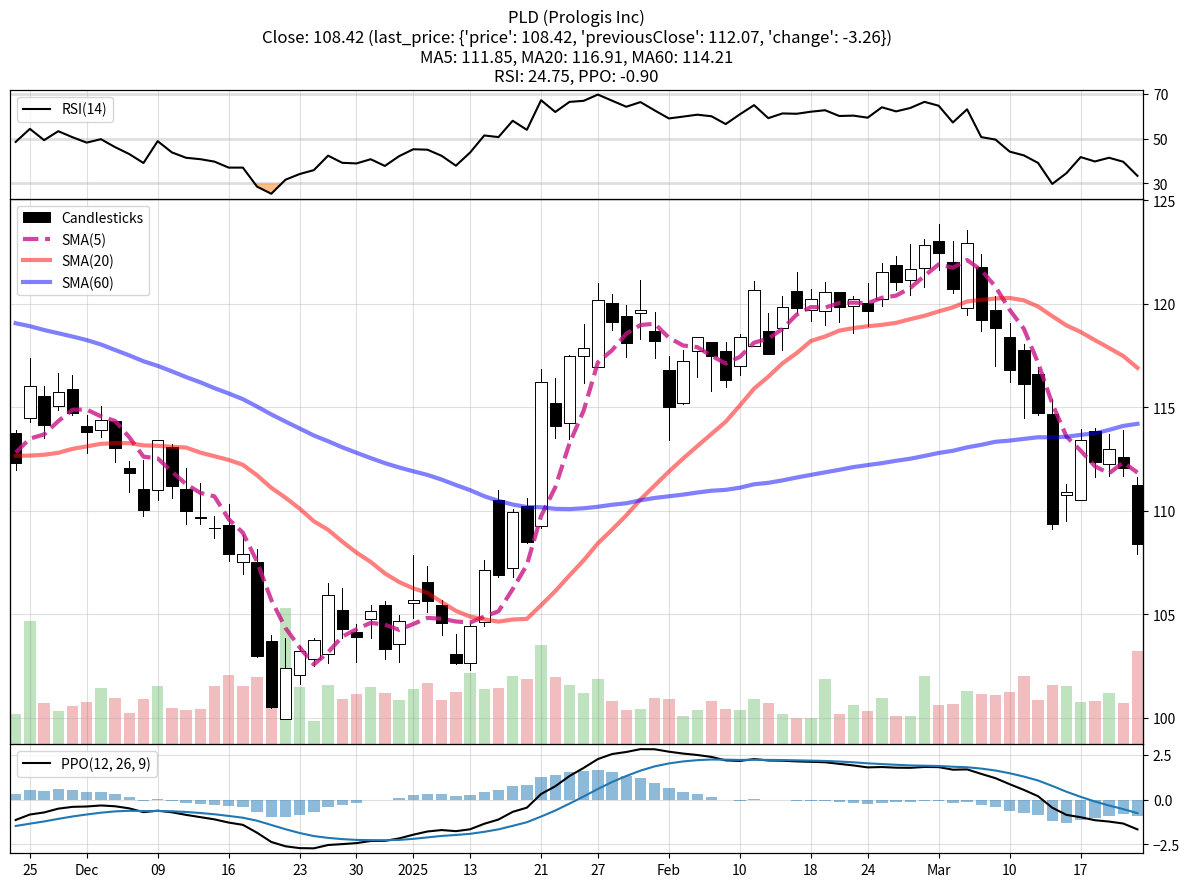 PLD (Prologis Inc)
Close: 108.42 (last_price: {'price': 108.42, 'previousClose': 112.07, 'change': -3.26})
MA5: 111.85, MA20: 116.91, MA60: 114.21
RSI: 24.75, PPO: -0.90
RSI(14)
70
50
30
Candlesticks
SMA(5)
SMA(20)
SMA(60)
125
120
115
110
105
100
PPO(12, 26, 9)
2.5
0.0
−2.5
25 Dec 09 16 23 30 2025 13 21 27 Feb 10 18 24 Mar 10 17